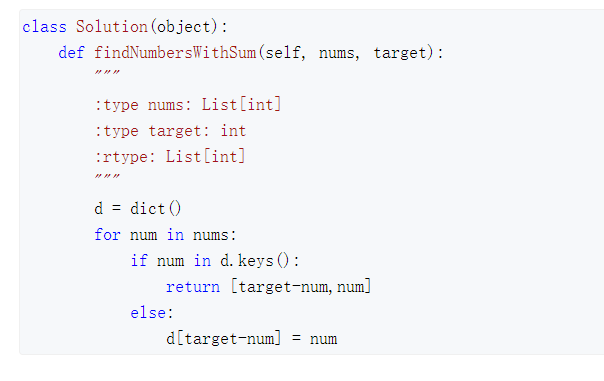 class Solution(object):
    def findNumbersWithSum(self, nums, target):
        """
        :type nums: List[int]
        :type target: int
        :rtype: List[int]
        """
        d = dict()
        for num in nums:
            if num in d.keys():
                return [target-num,num]
            else:
                d[target-num] = num